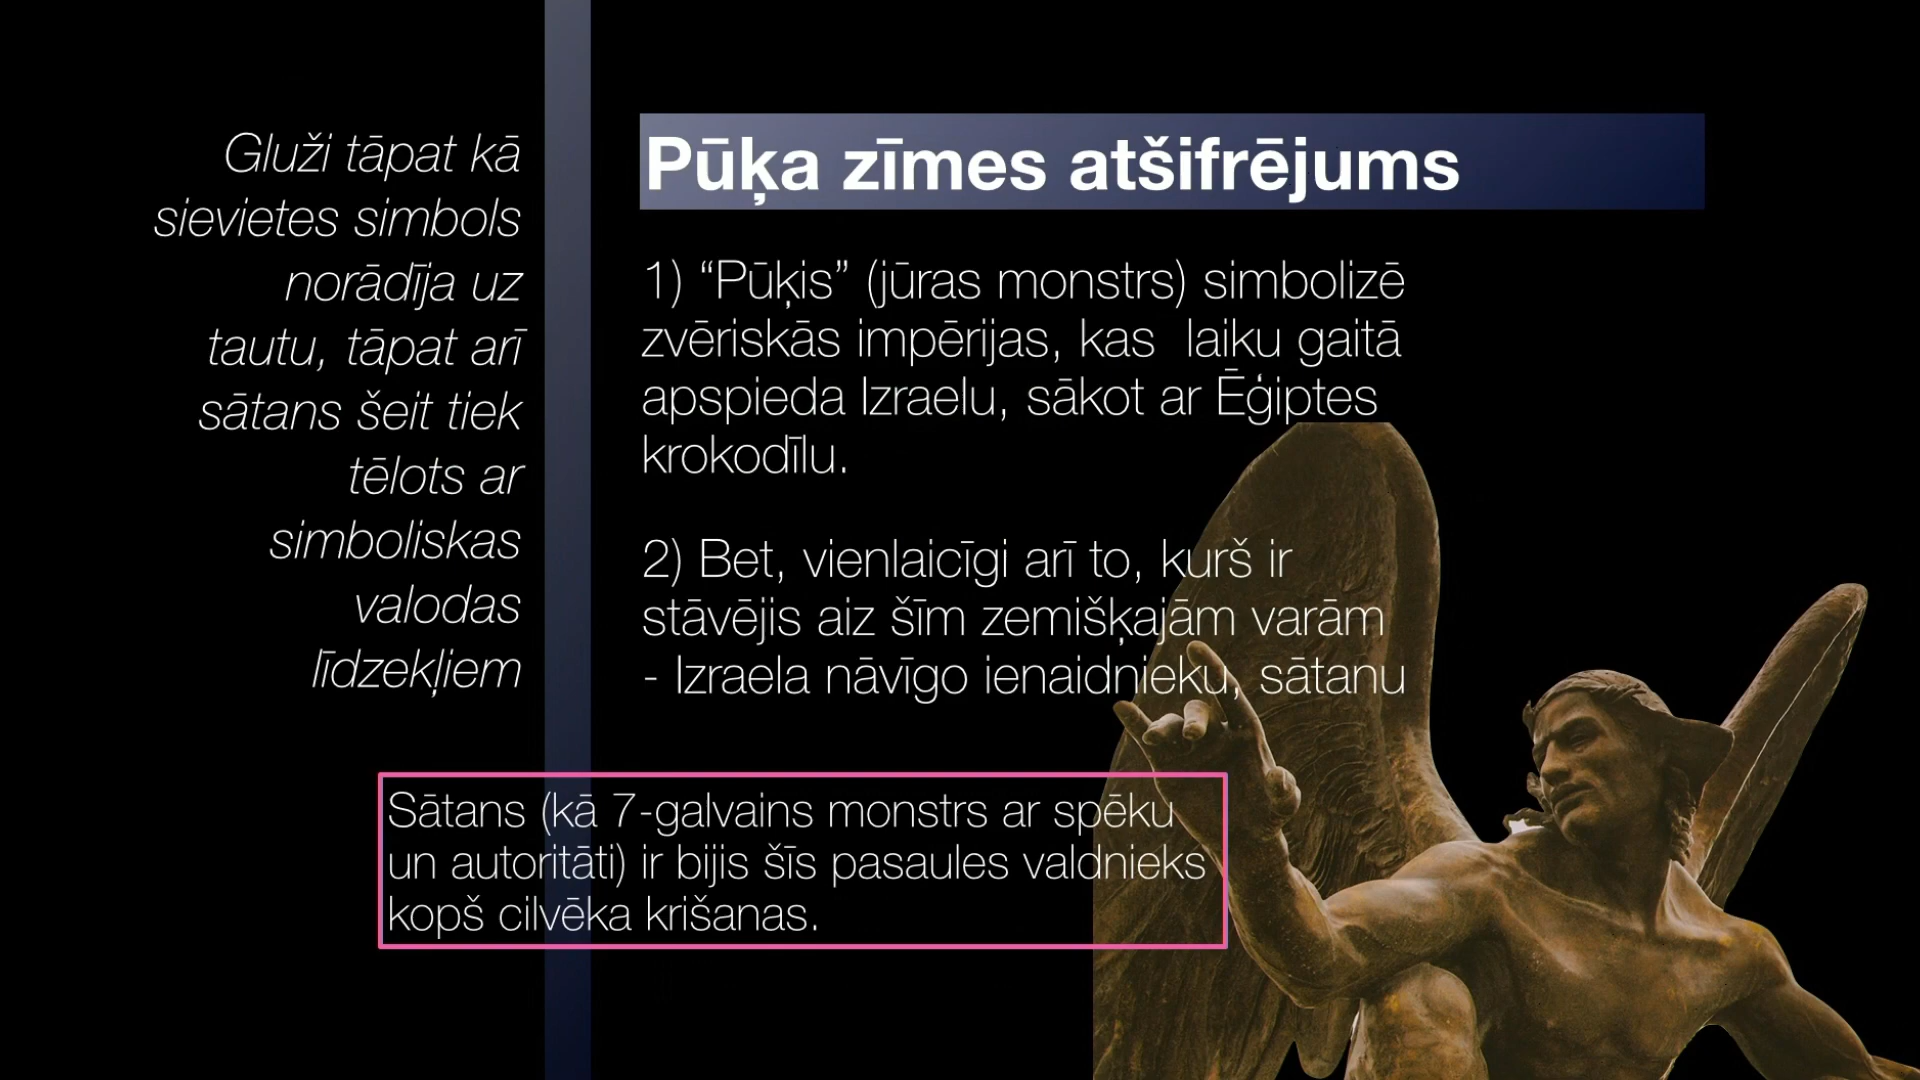 Gluži tāpat kā
sievietes simbols
norādīja uz
tautu, tāpat arī
sātans šeit tiek
tēlots ar
simboliskas
valodas
līdzekļiem
Pūķa zīmes atšifrējums
1) “Pūķis” (jūras monstrs) simbolizē
zvēriskās impērijas, kas  laiku gaitā
apspieda Izraelu, sākot ar Ēģiptes
krokodīlu.
2) Bet, vienlaicīgi arī to, kurš ir
stāvējis aiz šīm zemišķajām varām
- Izraela nāvīgo ienaidnieku, sātanu
Sātans (kā 7-galvains monstrs ar spēku
un autoritāti) ir bijis šīs pasaules valdnieks
kopš cilvēka krišanas.